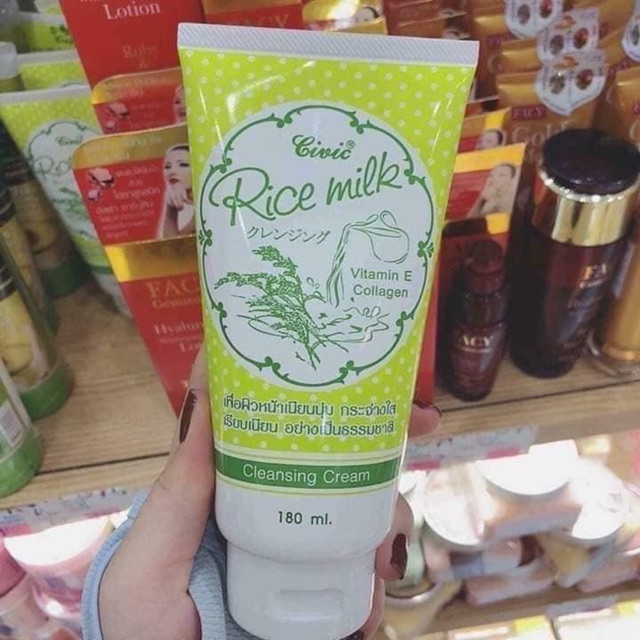 Lotion
Civic®
Rice milk
クレンジング
Vitamin E
Collagen
เพื่อผิวหน้าเนียนนุ่ม กระจ่างใส
เรียบเนียน อย่างเป็นธรรมชาติ
Cleansing Cream
180 ml.
Civic
FACY
FACY